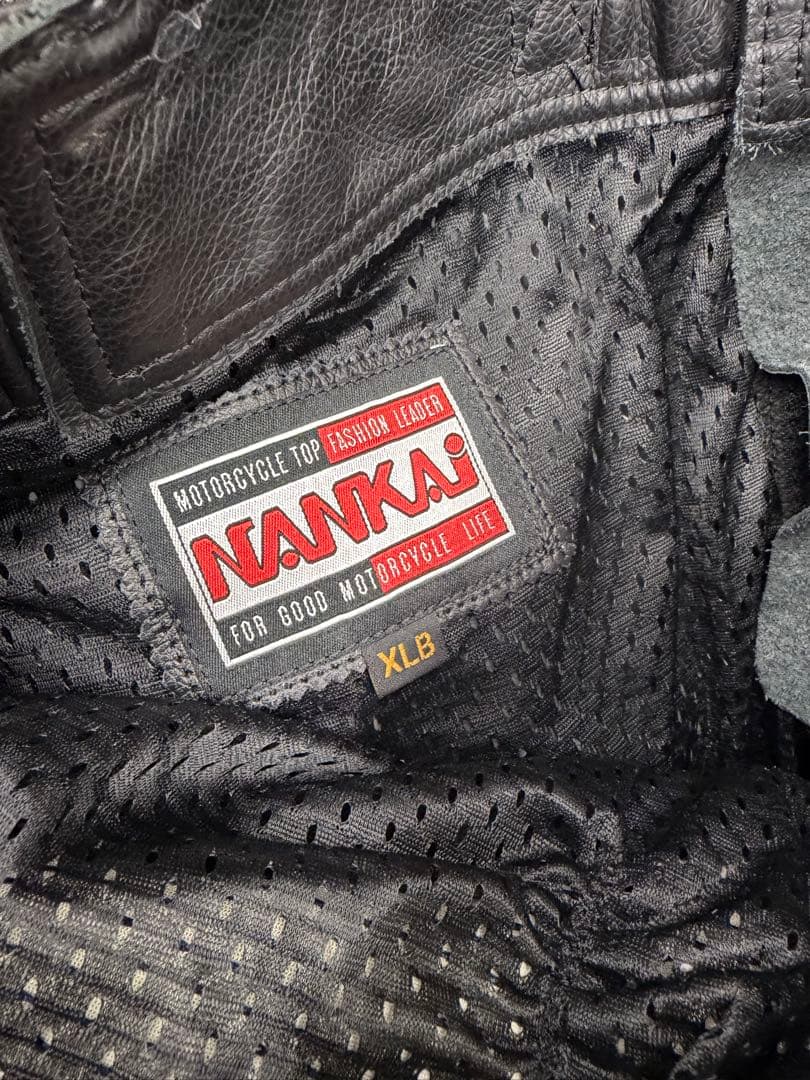 MOTORCYCLE TOP FASHION LEADER
NANKAi
FOR GOOD MOTORCYCLE LIFE
XLB